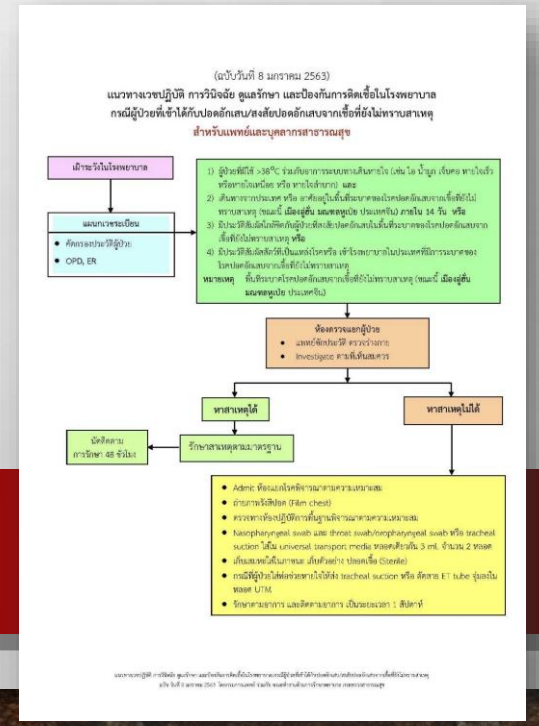 (ฉบับวันที่ 8 มกราคม 2563)
แนวทางเวชปฏิบัติ การวินิจฉัย ดูแลรักษา และป้องกันการติดเชื้อในโรงพยาบาล
กรณีผู้ป่วยที่เข้าได้กับปอดอักเสบ/สงสัยปอดอักเสบจากเชื้อที่ยังไม่ทราบสาเหตุ
สำหรับแพทย์และบุคลากรสาธารณสุข
เฝ้าระวังในโรงพยาบาล
แผนกเวชระเบียน
• คัดกรองประวัติผู้ป่วย
• OPD, ER
1) ผู้ป่วยที่มีไข้ >38°C ร่วมกับอาการระบบทางเดินหายใจ (เช่น ไอ น้ำมูก เจ็บคอ หายใจเร็ว
หรือหายใจเหนื่อย หรือ หายใจลำบาก) และ
2) เดินทางจากประเทศ หรือ อาศัยอยู่ในพื้นที่ระบาดของโรคปอดอักเสบจากเชื้อที่ยังไม่
ทราบสาเหตุ (ขณะนี้ เมืองอู่ฮั่น มณฑลหูเป่ย ประเทศจีน) ภายใน 14 วัน หรือ
3) มีประวัติสัมผัสใกล้ชิดกับผู้ป่วยที่สงสัยปอดอักเสบในพื้นที่ระบาดของโรคปอดอักเสบจาก
เชื้อที่ยังไม่ทราบสาเหตุ หรือ
4) มีประวัติสัมผัสสัตว์ที่เป็นแหล่งโรคหรือ เข้าโรงพยาบาลในประเทศที่มีการระบาดของ
โรคปอดอักเสบจากเชื้อที่ยังไม่ทราบสาเหตุ
หมายเหตุ พื้นที่ระบาดโรคปอดอักเสบจากเชื้อที่ยังไม่ทราบสาเหตุ (ขณะนี้ เมืองอู่ฮั่น
มณฑลหูเป่ย ประเทศจีน)
ห้องตรวจแยกผู้ป่วย
• แพทย์ซักประวัติ ตรวจร่างกาย
• Investigate ตามที่เห็นสมควร
หาสาเหตุได้
หาสาเหตุไม่ได้
นัดติดตาม
การรักษา 48 ชั่วโมง
รักษาสาเหตุตามมาตรฐาน
• Admit ห้องแยกโรคพิจารณาตามความเหมาะสม
• ถ่ายภาพรังสีปอด (Film chest)
• ตรวจทางห้องปฏิบัติการพื้นฐานพิจารณาตามความเหมาะสม
• Nasopharyngeal swab และ throat swab/oropharyngeal swab หรือ tracheal
suction ใส่ใน universal transport media หลอดเดียวกัน 3 ml. จำนวน 2 หลอด
• เก็บเสมหะใส่ในภาชนะ เก็บตัวอย่าง ปลอดเชื้อ (Sterile)
• กรณีที่ผู้ป่วยใส่ท่อช่วยหายใจให้ส่ง tracheal suction หรือ ตัดสาย ET tube จุ่มลงใน
หลอด UTM
• รักษาตามอาการ และติดตามอาการ เป็นระยะเวลา 1 สัปดาห์